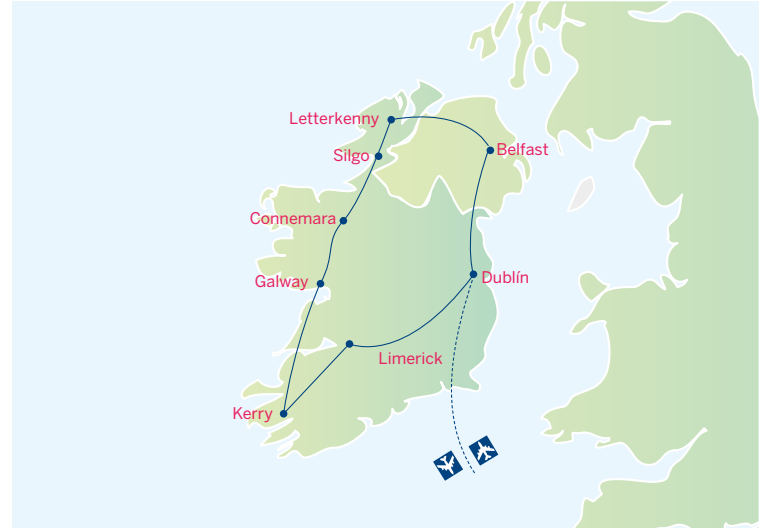 Letterkenny
Silgo
Belfast
Connemara
Galway
Dublín
Limerick
Kerry